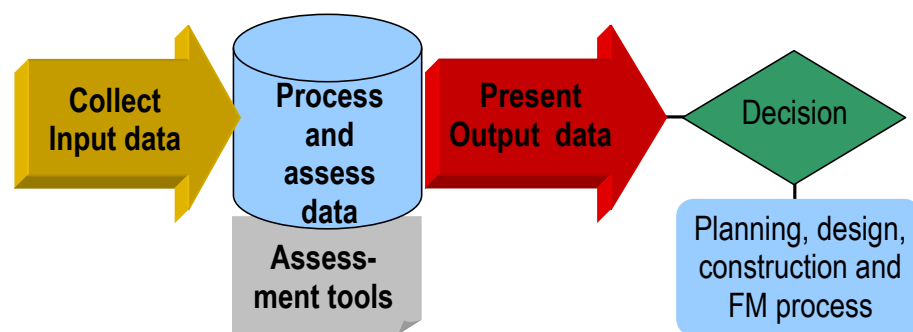 Collect
Input data
Process
and
assess
data
Assess-
ment tools
Present
Output data
Decision
Planning, design,
construction and
FM process